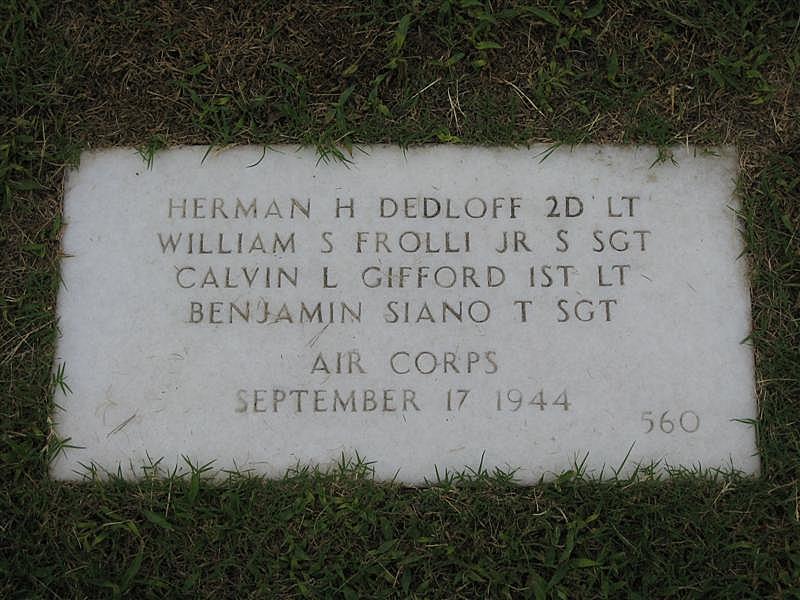 HERMAN H DEDLOFF 2D LT
WILLIAM S FROLLI JR S SGT
CALVIN L GIFFORD 1ST LT
BENJAMIN SIANO T SGT
AIR CORPS
SEPTEMBER 17 1944
560